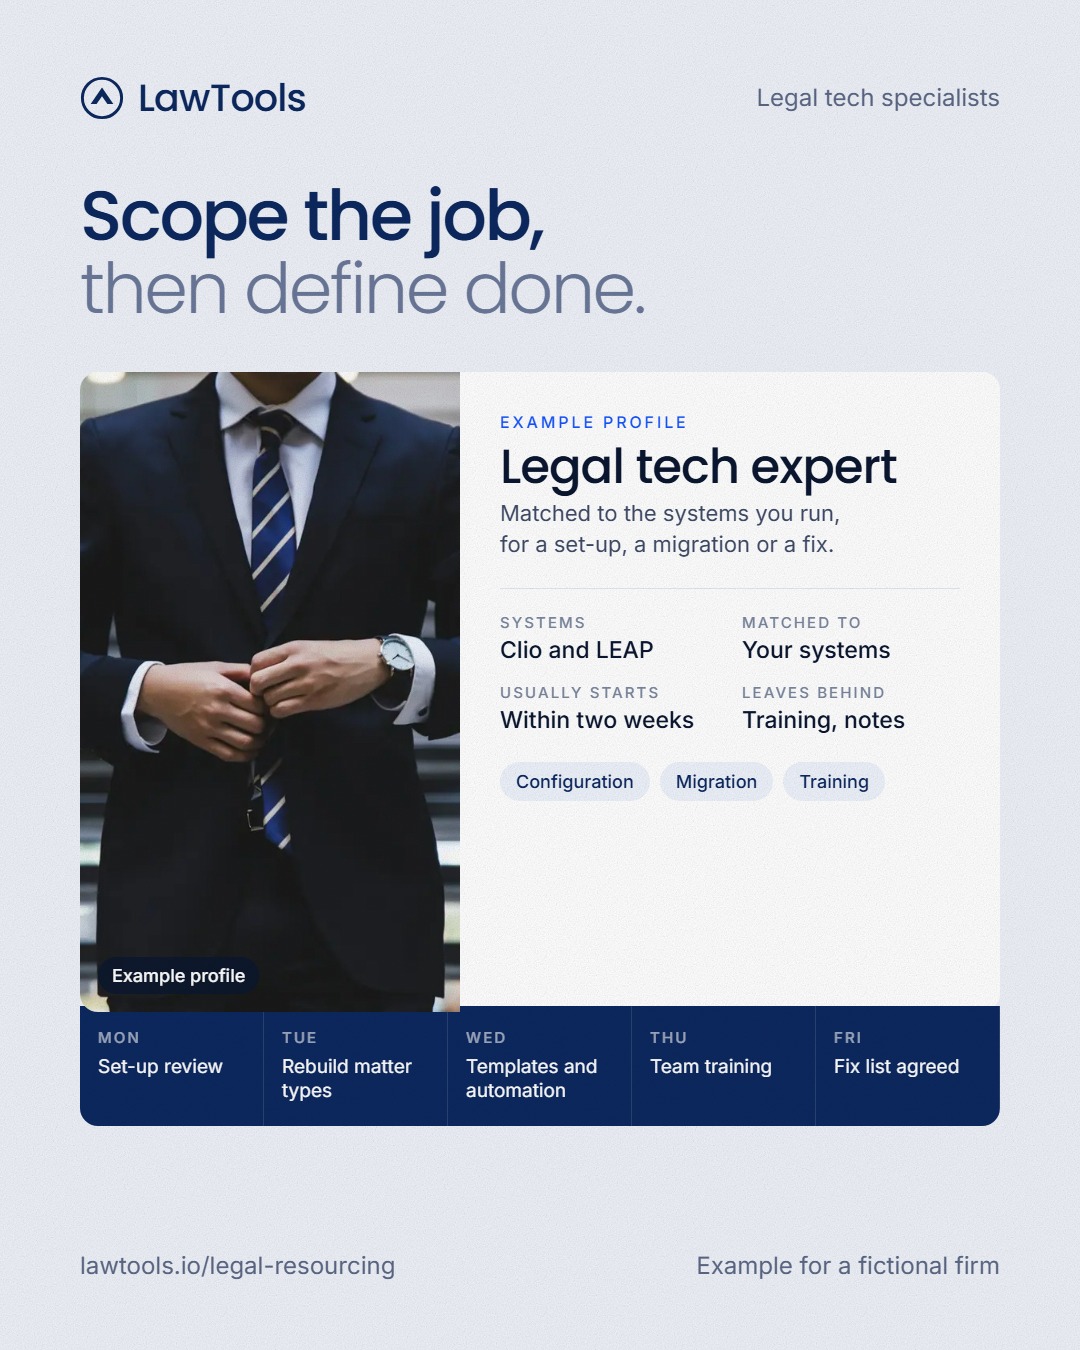 LawTools
Legal tech specialists
Scope the job,
then define done.
EXAMPLE PROFILE
Legal tech expert
Matched to the systems you run,
for a set-up, a migration or a fix.
SYSTEMS
Clio and LEAP
MATCHED TO
Your systems
USUALLY STARTS
Within two weeks
LEAVES BEHIND
Training, notes
Configuration
Migration
Training
Example profile
MON
Set-up review
TUE
Rebuild matter
types
WED
Templates and
automation
THU
Team training
FRI
Fix list agreed
lawtools.io/legal-resourcing
Example for a fictional firm